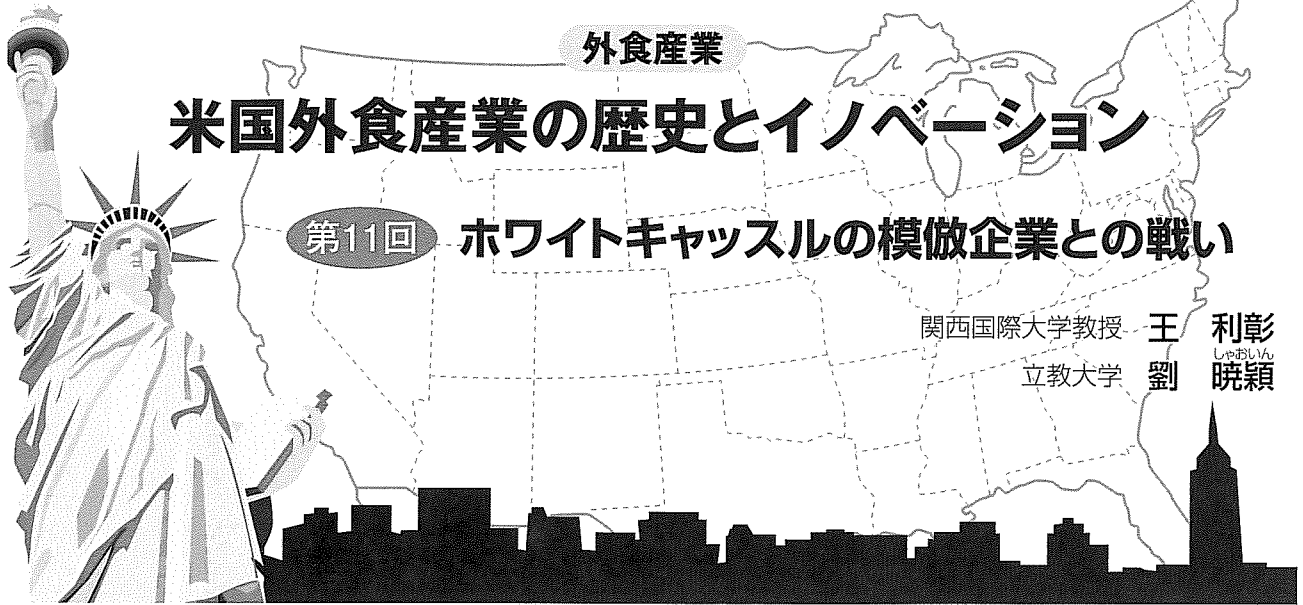 外食産業
米国外食産業の歴史とイノベーション
第11回 ホワイトキャッスルの模倣企業との戦い
関西国際大学教授 王 利彰
しゃおいん
立教大学 劉 暁穎